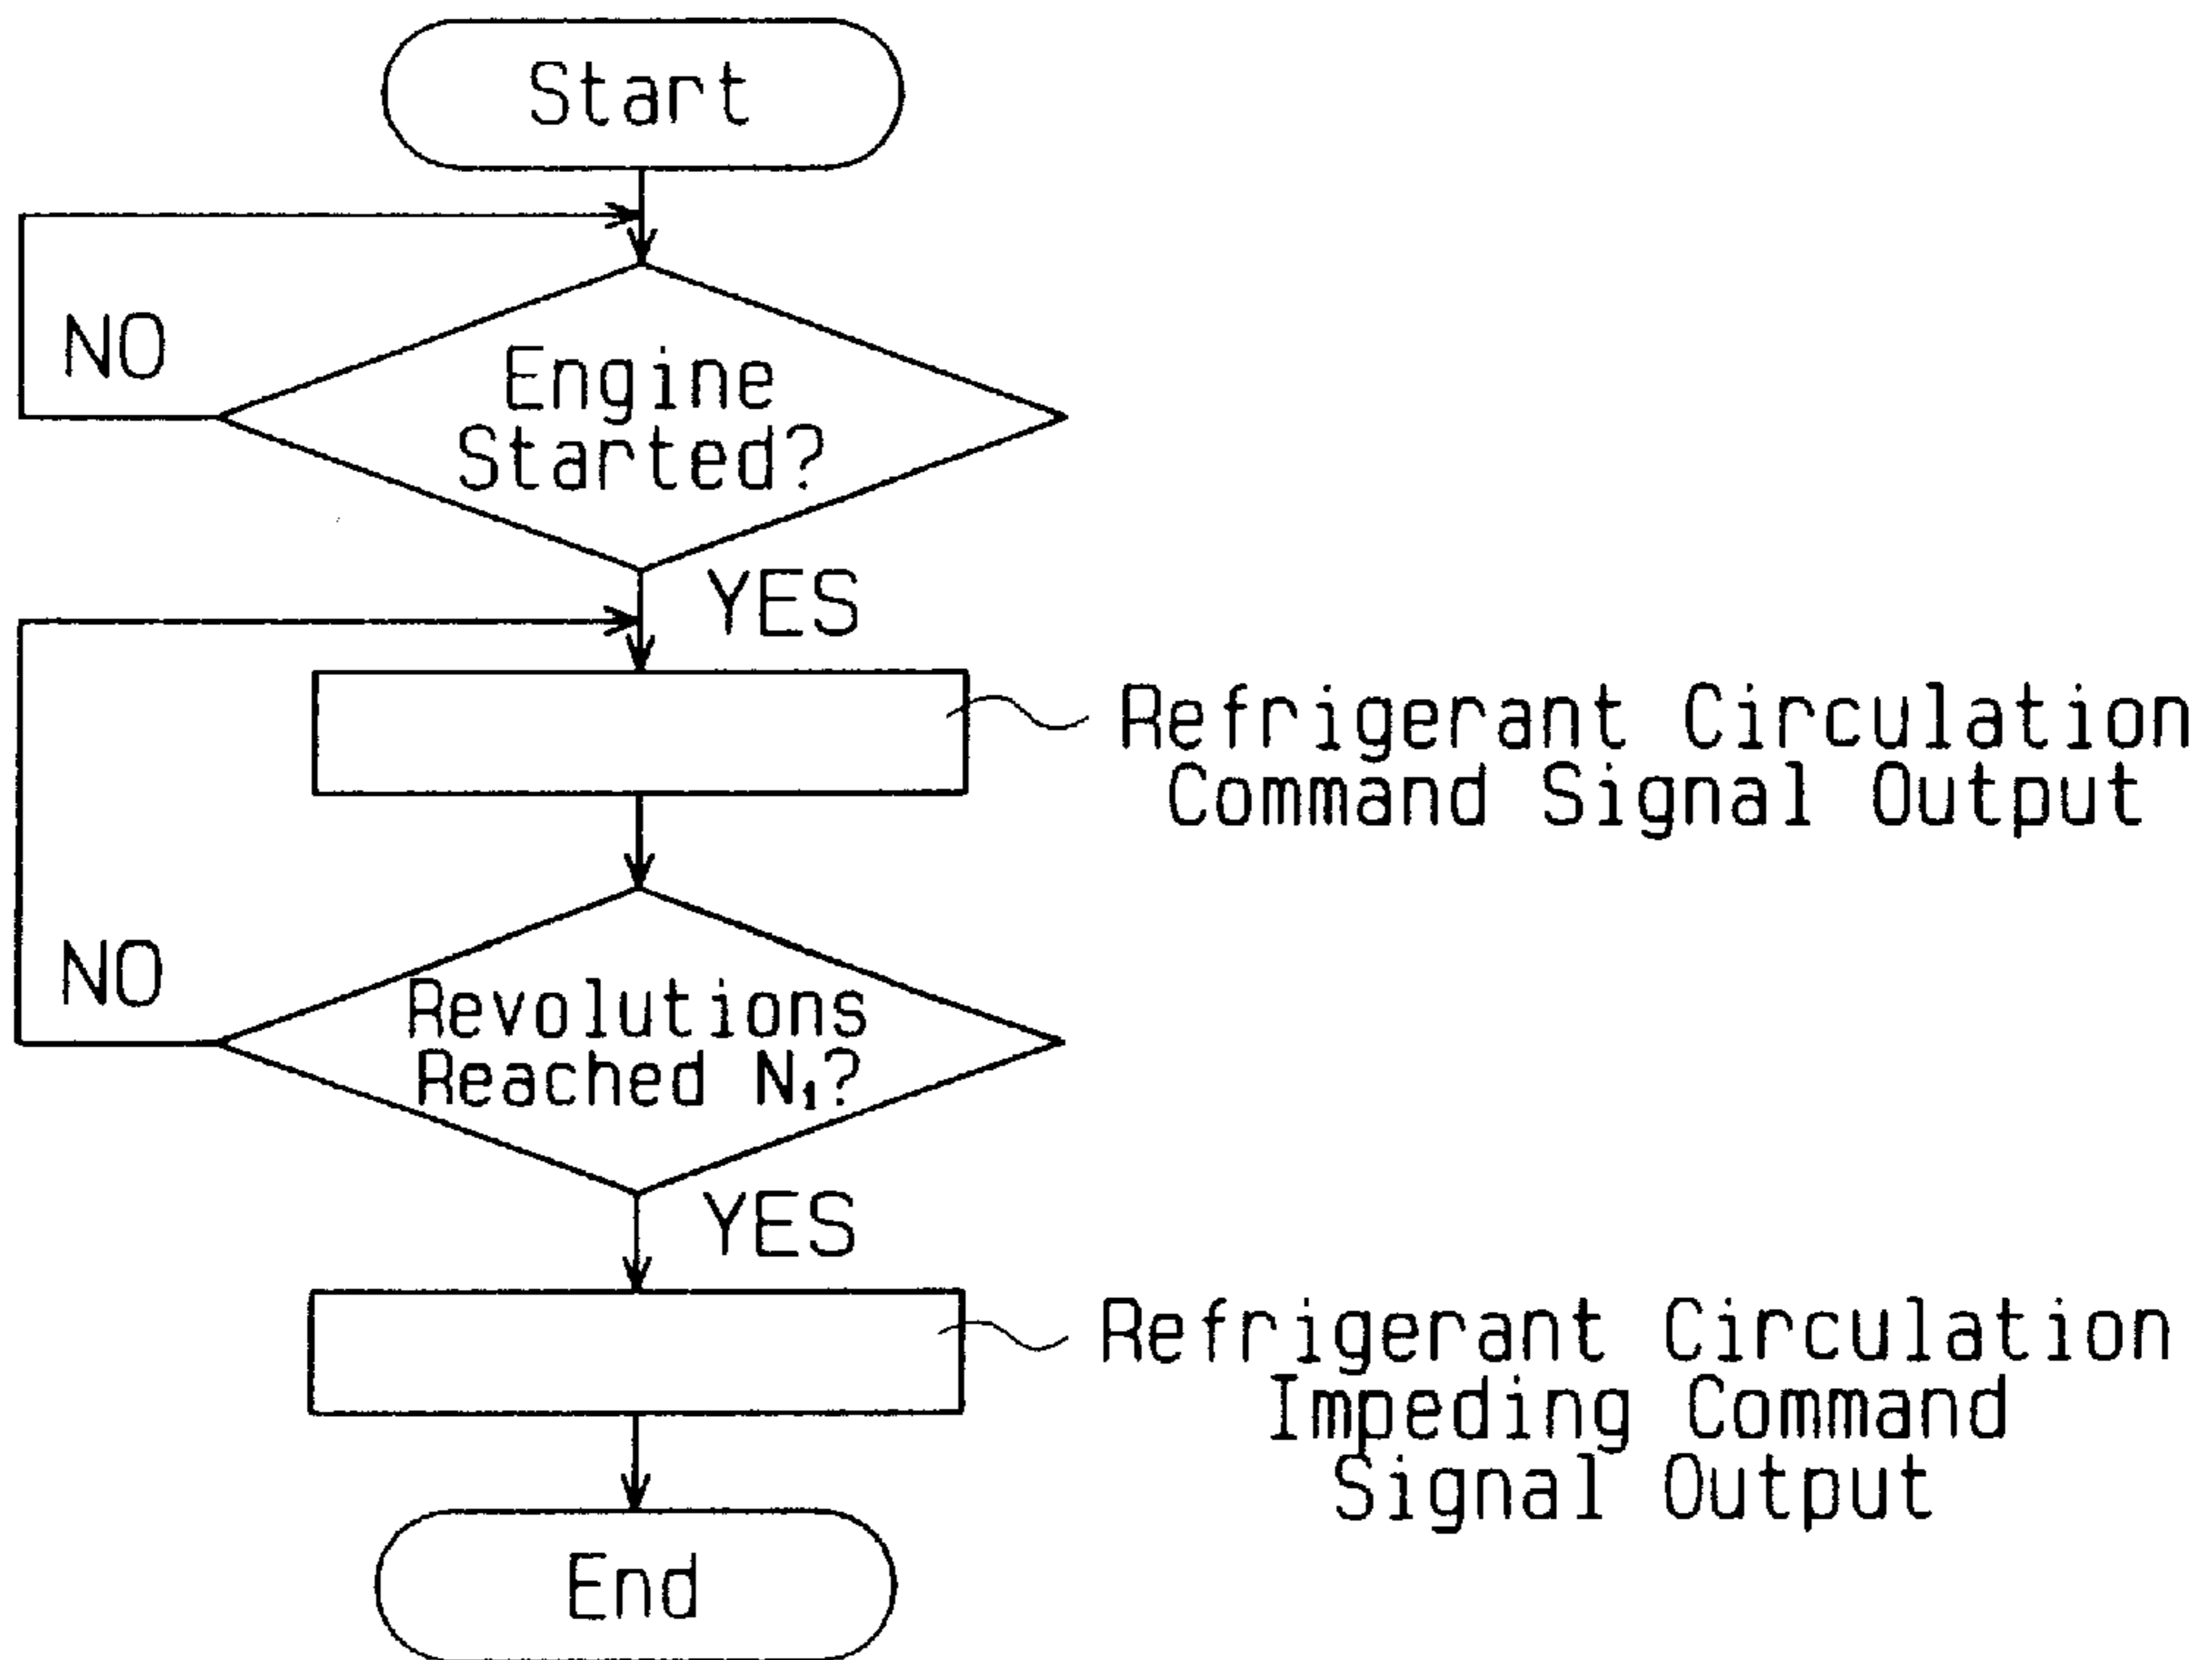 Start
NO
Engine
Started?
YES
Refrigerant Circulation
Command Signal Output
NO
Revolutions
Reached N₁?
YES
Refrigerant Circulation
Impeding Command
Signal Output
End